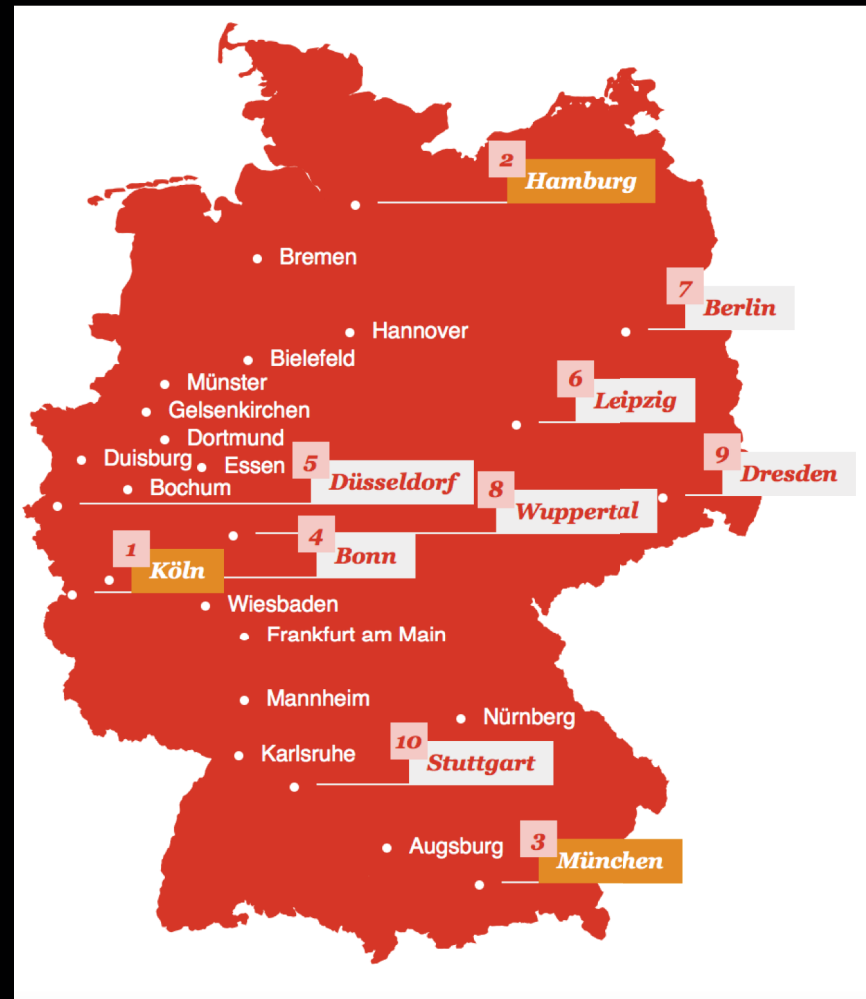 2
Hamburg
Bremen
7
Berlin
Hannover
Bielefeld
6
Leipzig
Münster
Gelsenkirchen
Dortmund
Duisburg
Essen
5
Düsseldorf
9
Dresden
Bochum
8
Wuppertal
4
Bonn
1
Köln
Wiesbaden
Frankfurt am Main
Mannheim
Nürnberg
10
Stuttgart
Karlsruhe
Augsburg
3
München